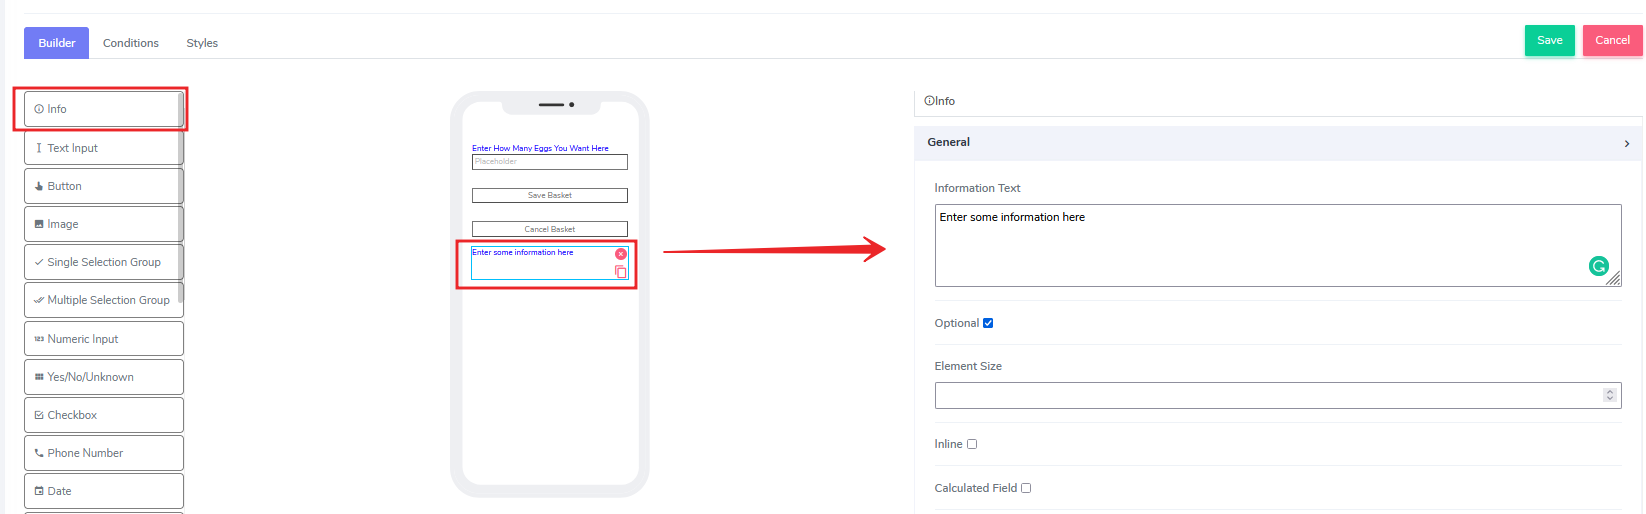 Builder
Conditions
Styles
Save
Cancel
Info
Text Input
Button
Image
Single Selection Group
Multiple Selection Group
123 Numeric Input
Yes/No/Unknown
Checkbox
Phone Number
Date
Enter How Many Eggs You Want Here
Placeholder
Save Basket
Cancel Basket
Enter some information here
Info
General
Information Text
Enter some information here
Optional
Element Size
Inline
Calculated Field